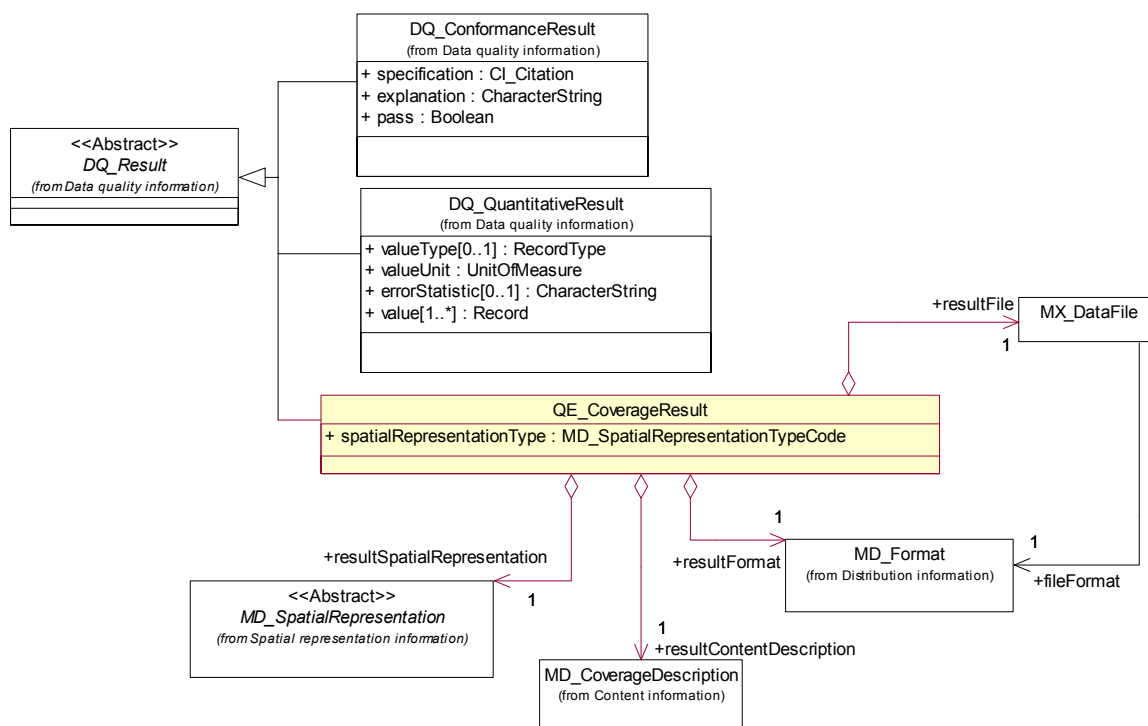 DQ_ConformanceResult
(from Data quality information)
+ specification : CI_Citation
+ explanation : CharacterString
+ pass : Boolean
<<Abstract>>
DQ_Result
(from Data quality information)
DQ_QuantitativeResult
(from Data quality information)
+ valueType[0..1] : RecordType
+ valueUnit : UnitOfMeasure
+ errorStatistic[0..1] : CharacterString
+ value[1..*] : Record
+resultFile
1
MX_DataFile
QE_CoverageResult
+ spatialRepresentationType : MD_SpatialRepresentationTypeCode
+resultSpatialRepresentation
1
<<Abstract>>
MD_SpatialRepresentation
(from Spatial representation information)
1
+resultContentDescription
MD_CoverageDescription
(from Content information)
1
+resultFormat
MD_Format
(from Distribution information)
1
+fileFormat